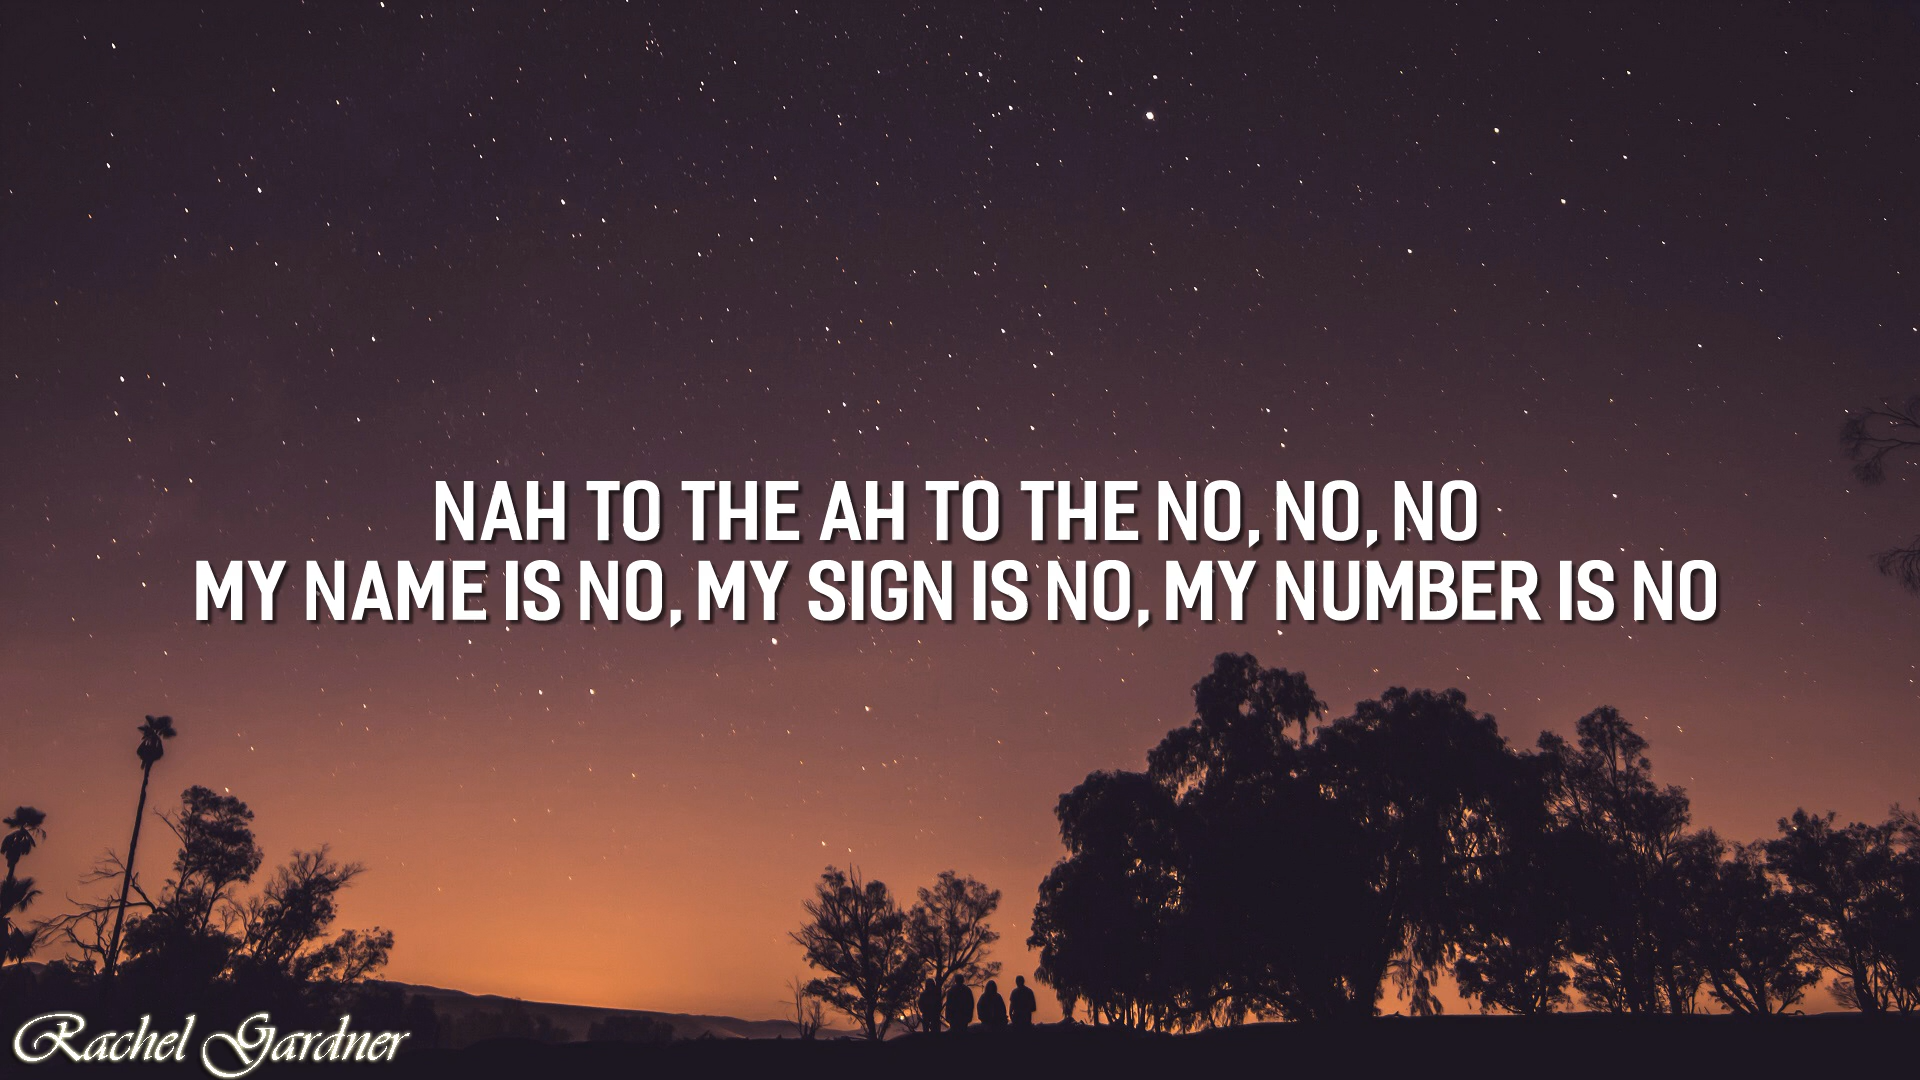 NAH TO THE AH TO THE NO, NO, NO
MY NAME IS NO, MY SIGN IS NO, MY NUMBER IS NO
Rachel Gardner